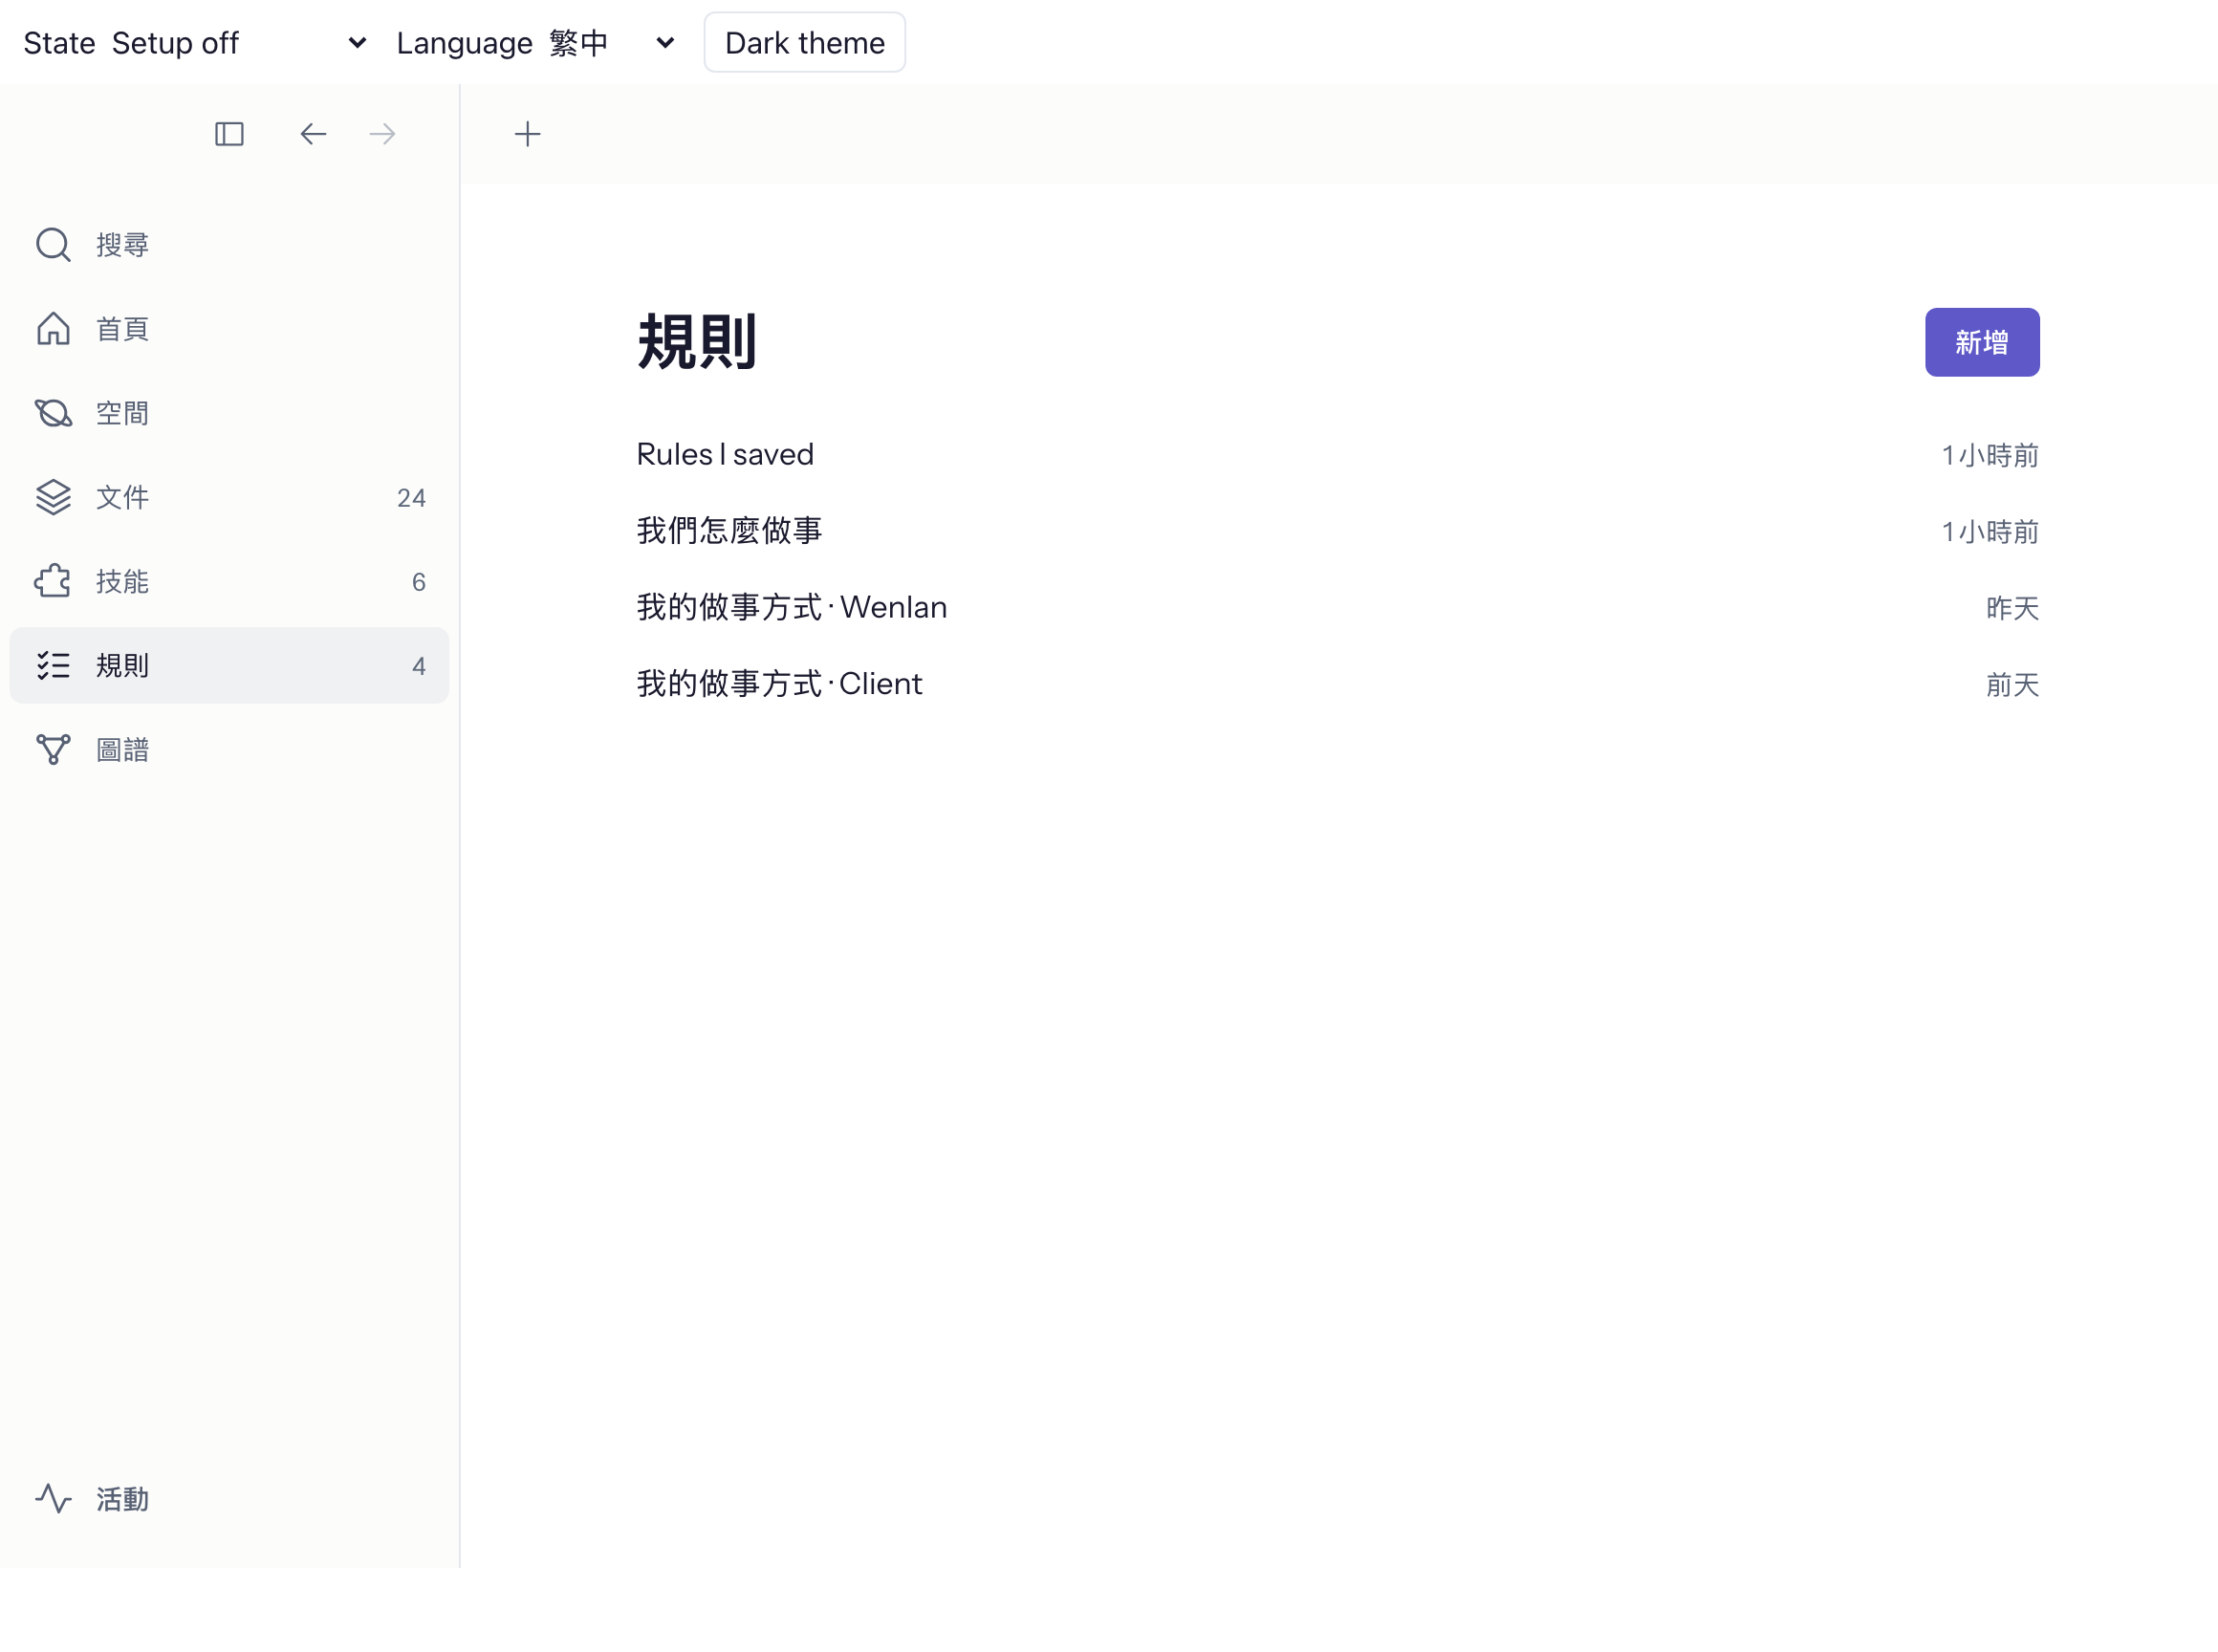 State Setup off Language 繁中 Dark theme
搜尋
首頁
空間
文件 24
技能 6
規則 4
圖譜
活動
規則 新增
Rules I saved 1小時前
我們怎麼做事 1小時前
我的做事方式 · Wenlan 昨天
我的做事方式 · Client 前天